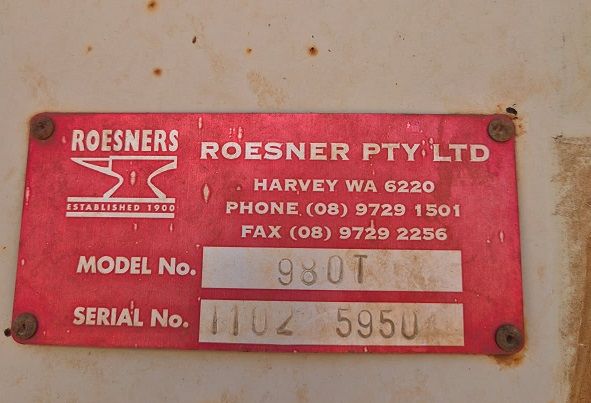 ROESNERS
ESTABLISHED 1900
ROESNER PTY LTD
HARVEY WA 6220
PHONE (08) 9729 1501
FAX (08) 9729 2256
MODEL No. 980T
SERIAL No. 1102 5950